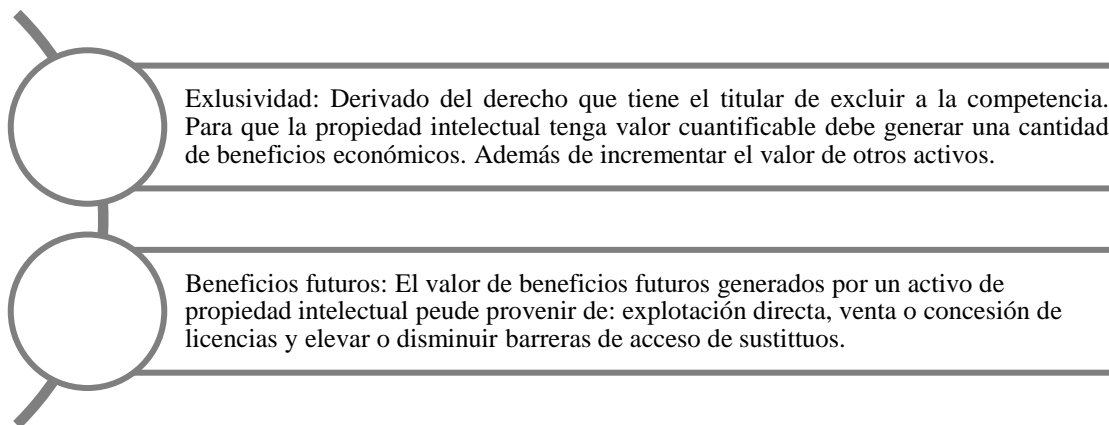 Exlusividad: Derivado del derecho que tiene el titular de excluir a la competencia.
Para que la propiedad intelectual tenga valor cuantificable debe generar una cantidad
de beneficios económicos. Además de incrementar el valor de otros activos.
Beneficios futuros: El valor de beneficios futuros generados por un activo de
propiedad intelectual peude provenir de: explotación directa, venta o concesión de
licencias y elevar o disminuir barreras de acceso de sustittuos.